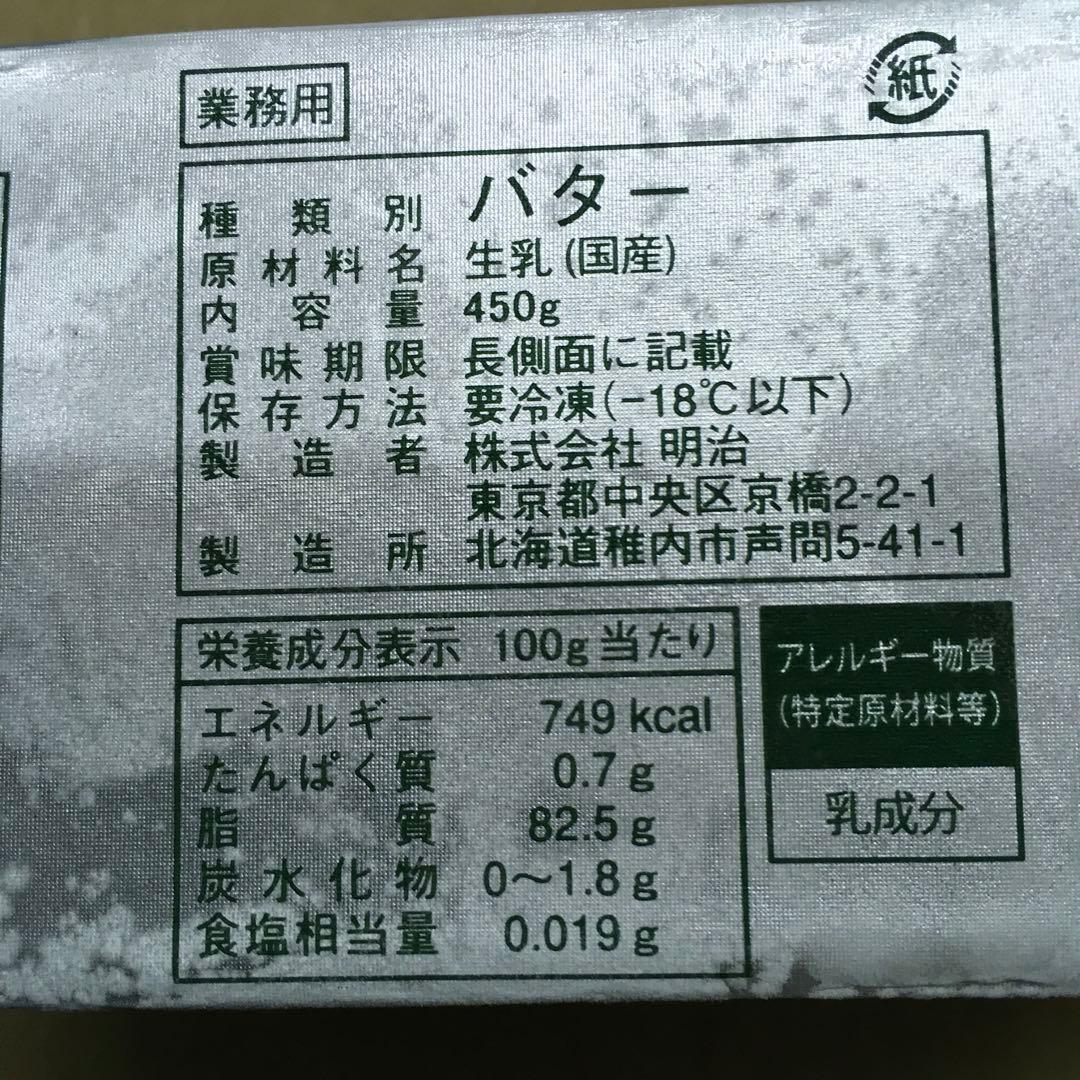 業務用
紙
種類別 バター
原材料名 生乳(国産)
内容量 450g
賞味期限 長側面に記載
保存方法 要冷凍(-18℃以下)
製造者 株式会社 明治
東京都中央区京橋2-2-1
製造所 北海道稚内市声問5-41-1
栄養成分表示 100g当たり
エネルギー 749 kcal
たんぱく質 0.7 g
脂質 82.5 g
炭水化物 0〜1.8 g
食塩相当量 0.019 g
アレルギー物質
(特定原材料等)
乳成分